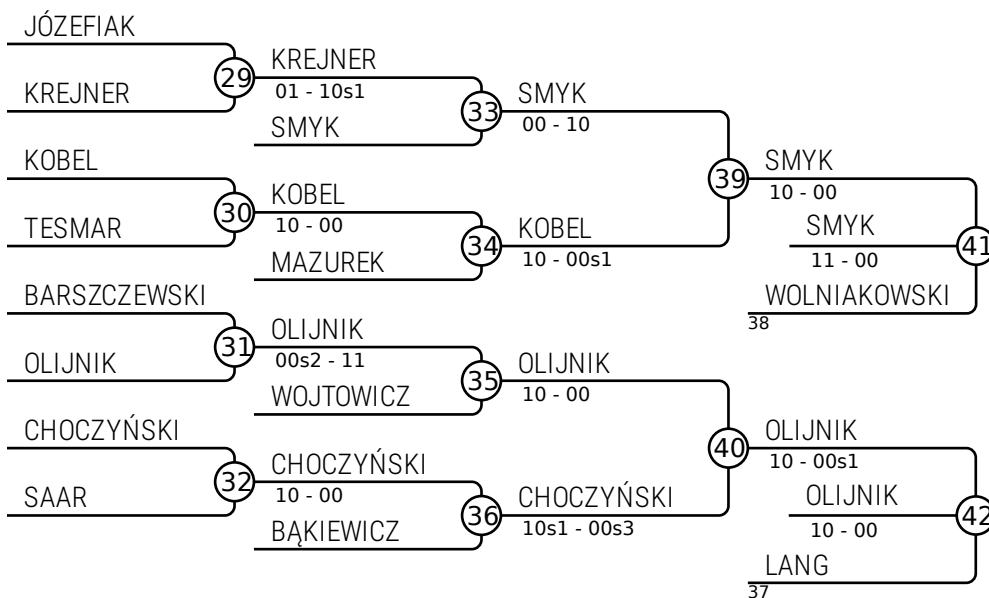 JÓZEFIAK
KREJNER
29
KREJNER
01 - 10s1
SMYK
33
SMYK
00 - 10
KOBEL
TESMAR
30
KOBEL
10 - 00
MAZUREK
34
KOBEL
10 - 00s1
39
SMYK
10 - 00
SMYK
11 - 00
41
WOLNIAKOWSKI
38
BARSZCZEWSKI
OLIJNIK
31
OLIJNIK
00s2 - 11
WOJTOWICZ
35
OLIJNIK
10 - 00
CHOCZYŃSKI
SAAR
32
CHOCZYŃSKI
10 - 00
BĄKIEWICZ
36
CHOCZYŃSKI
10s1 - 00s3
40
OLIJNIK
10 - 00s1
OLIJNIK
10 - 00
42
LANG
37